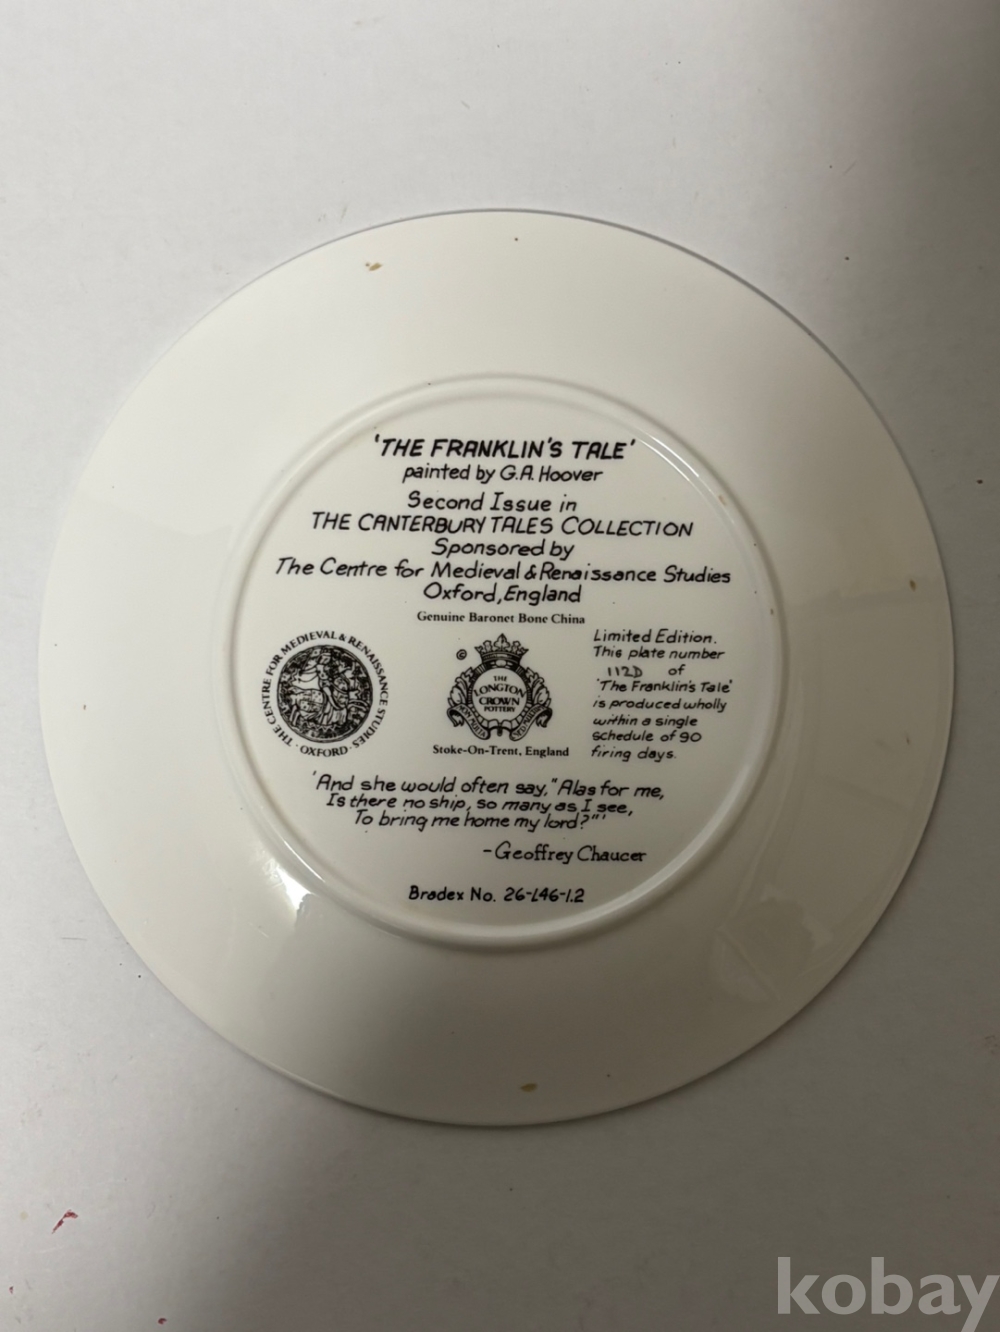 'THE FRANKLIN'S TALE'
painted by G.A. Hoover
Second Issue in
THE CANTERBURY TALES COLLECTION
Sponsored by
The Centre for Medieval & Renaissance Studies
Oxford, England
Genuine Baronet Bone China
THE CENTRE FOR MEDIEVAL & RENAISSANCE STUDIES · OXFORD ·
©
THE
LONGTON
CROWN
POTTERY
Stoke-On-Trent, England
Limited Edition.
This plate number
112D of
'The Franklin's Tale'
is produced wholly
within a single
schedule of 90
firing days.
'And she would often say, "Alas for me,
Is there no ship, so many as I see,
To bring me home my lord?"'
-Geoffrey Chaucer
Bradex No. 26-L46-1.2
kobay